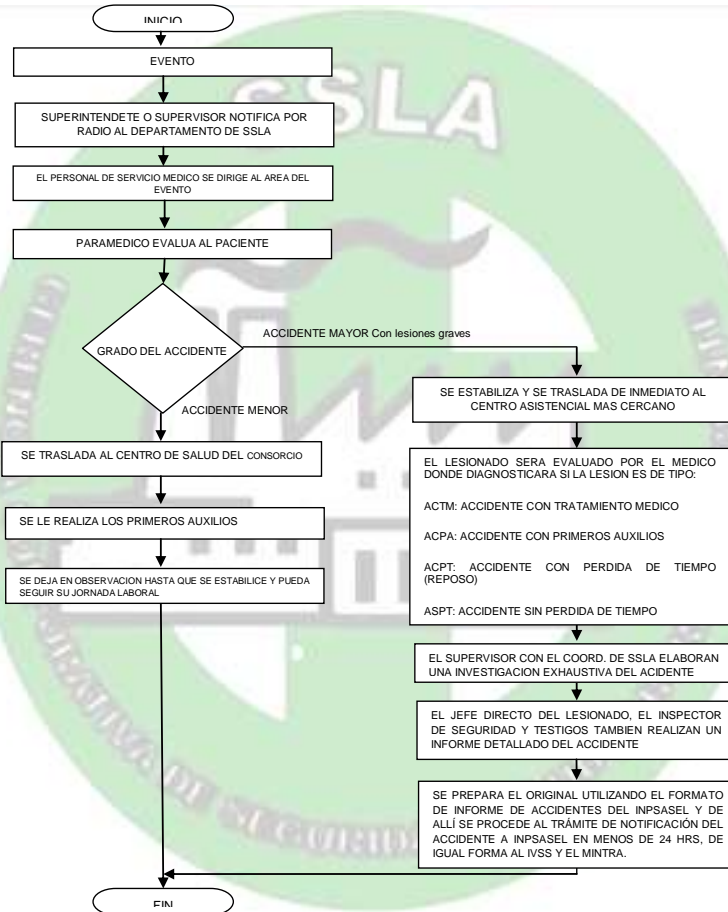 INICIO
EVENTO
SUPERINTENDETE O SUPERVISOR NOTIFICA POR
RADIO AL DEPARTAMENTO DE SSLA
EL PERSONAL DE SERVICIO MEDICO SE DIRIGE AL AREA DEL
EVENTO
PARAMEDICO EVALUA AL PACIENTE
GRADO DEL ACCIDENTE
ACCIDENTE MAYOR Con lesiones graves
ACCIDENTE MENOR
SE TRASLADA AL CENTRO DE SALUD DEL CONSORCIO
SE LE REALIZA LOS PRIMEROS AUXILIOS
SE DEJA EN OBSERVACION HASTA QUE SE ESTABILICE Y PUEDA
SEGUIR SU JORNADA LABORAL
SE ESTABILIZA Y SE TRASLADA DE INMEDIATO AL
CENTRO ASISTENCIAL MAS CERCANO
EL LESIONADO SERA EVALUADO POR EL MEDICO
DONDE DIAGNOSTICARA SI LA LESION ES DE TIPO:
ACTM: ACCIDENTE CON TRATAMIENTO MEDICO
ACPA: ACCIDENTE CON PRIMEROS AUXILIOS
ACPT: ACCIDENTE CON PERDIDA DE TIEMPO
(REPOSO)
ASPT: ACCIDENTE SIN PERDIDA DE TIEMPO
EL SUPERVISOR CON EL COORD. DE SSLA ELABORAN
UNA INVESTIGACION EXHAUSTIVA DEL ACIDENTE
EL JEFE DIRECTO DEL LESIONADO, EL INSPECTOR
DE SEGURIDAD Y TESTIGOS TAMBIEN REALIZAN UN
INFORME DETALLADO DEL ACCIDENTE
SE PREPARA EL ORIGINAL UTILIZANDO EL FORMATO
DE INFORME DE ACCIDENTES DEL INPSASEL Y DE
ALLÍ SE PROCEDE AL TRÁMITE DE NOTIFICACIÓN DEL
ACCIDENTE A INPSASEL EN MENOS DE 24 HRS, DE
IGUAL FORMA AL IVSS Y EL MINTRA.
FIN
SSLA
DE